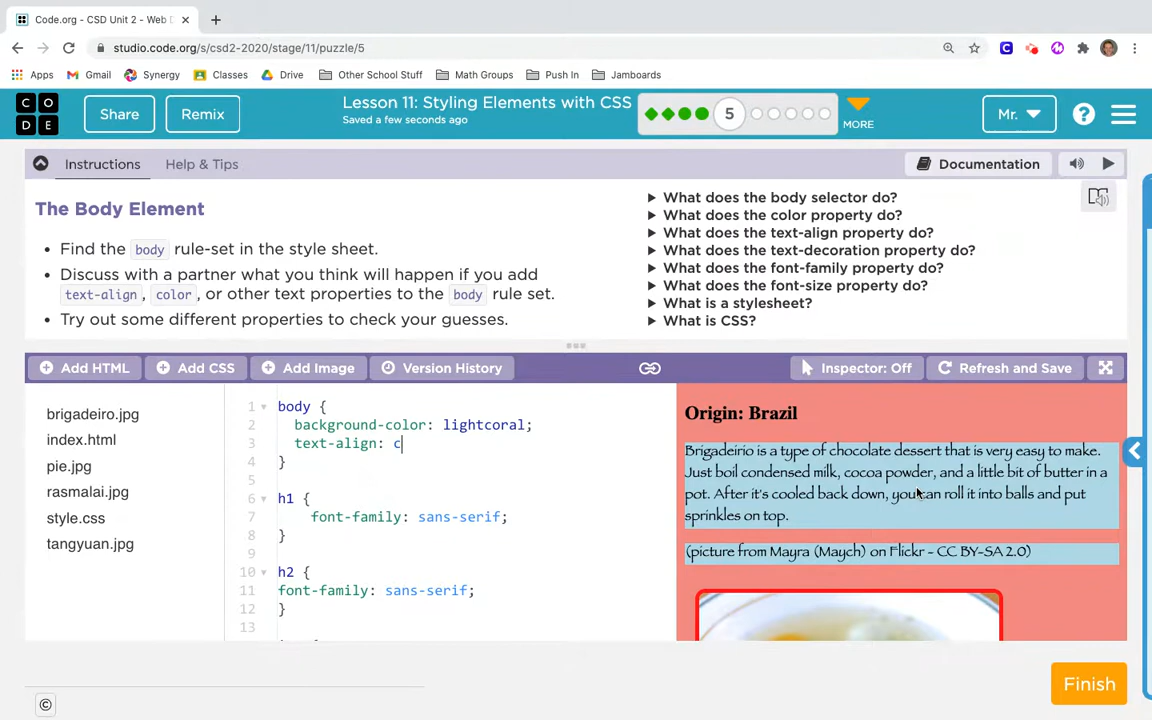 Code.org - CSD Unit 2 - Web D
studio.code.org/s/csd2-2020/stage/11/puzzle/5
Apps Gmail Synergy Classes Drive Other School Stuff Math Groups Push In Jamboards
C O D E
Share Remix
Lesson 11: Styling Elements with CSS
Saved a few seconds ago
5
MORE
Mr.
?
Instructions Help & Tips Documentation
The Body Element
• Find the body rule-set in the style sheet.
• Discuss with a partner what you think will happen if you add
text-align, color, or other text properties to the body rule set.
• Try out some different properties to check your guesses.
What does the body selector do?
What does the color property do?
What does the text-align property do?
What does the text-decoration property do?
What does the font-family property do?
What does the font-size property do?
What is a stylesheet?
What is CSS?
Add HTML Add CSS Add Image Version History Inspector: Off Refresh and Save
brigadeiro.jpg
index.html
pie.jpg
rasmalai.jpg
style.css
tangyuan.jpg
1 body {
2 background-color: lightcoral;
3 text-align: c
4 }
5
6 h1 {
7 font-family: sans-serif;
8 }
9
10 h2 {
11 font-family: sans-serif;
12 }
13
Origin: Brazil
Brigadeirio is a type of chocolate dessert that is very easy to make.
Just boil condensed milk, cocoa powder, and a little bit of butter in a
pot. After it's cooled back down, you can roll it into balls and put
sprinkles on top.
(picture from Mayra (Maych) on Flickr - CC BY-SA 2.0)
Finish
©